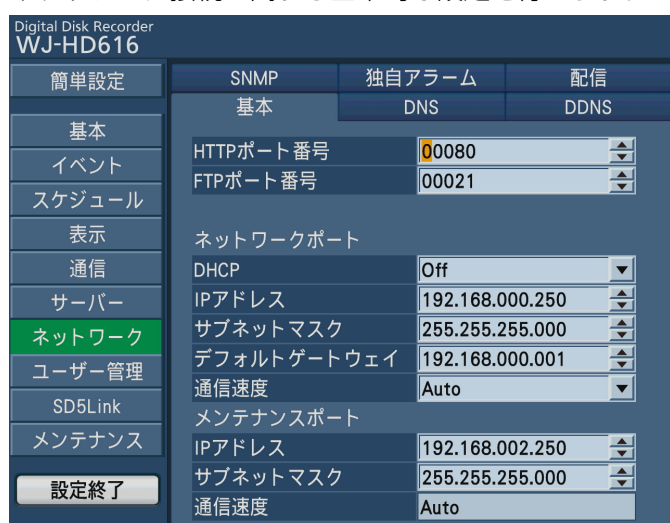 Digital Disk Recorder
WJ-HD616
簡単設定
基本
イベント
スケジュール
表示
通信
サーバー
ネットワーク
ユーザー管理
SD5Link
メンテナンス
設定終了
SNMP 独自アラーム 配信
基本 DNS DDNS
HTTPポート番号 00080
FTPポート番号 00021
ネットワークポート
DHCP Off
IPアドレス 192.168.000.250
サブネットマスク 255.255.255.000
デフォルトゲートウェイ 192.168.000.001
通信速度 Auto
メンテナンスポート
IPアドレス 192.168.002.250
サブネットマスク 255.255.255.000
通信速度 Auto